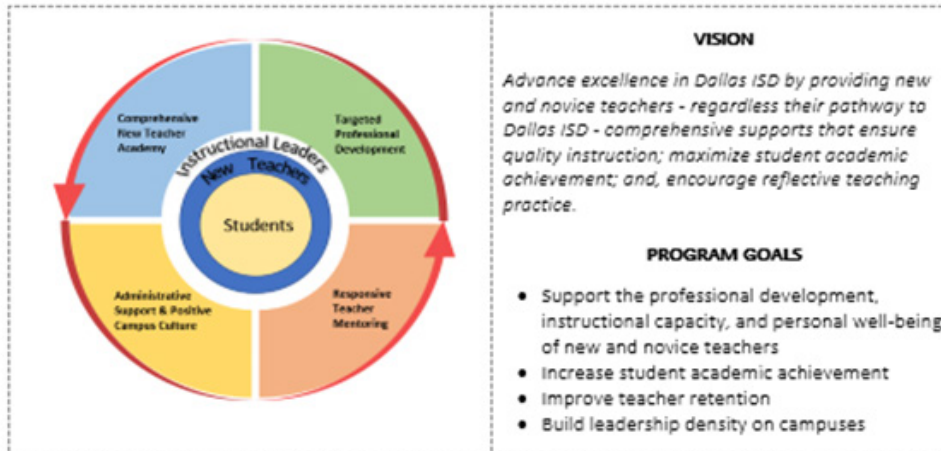 Comprehensive
New Teacher
Academy
Targeted
Professional
Development
Instructional Leaders
New Teachers
Students
Administrative
Support & Positive
Campus Culture
Responsive
Teacher
Mentoring
VISION
Advance excellence in Dallas ISD by providing new
and novice teachers - regardless their pathway to
Dallas ISD - comprehensive supports that ensure
quality instruction; maximize student academic
achievement; and, encourage reflective teaching
practice.
PROGRAM GOALS
• Support the professional development,
instructional capacity, and personal well-being
of new and novice teachers
• Increase student academic achievement
• Improve teacher retention
• Build leadership density on campuses